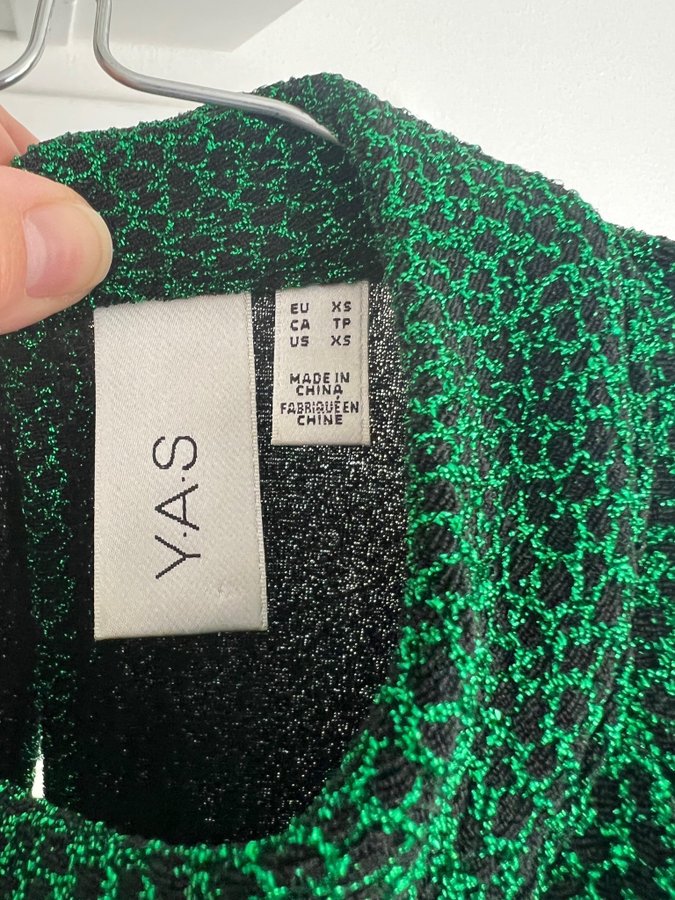 Y.A.S
EU XS
CA TP
US XS
MADE IN
CHINA
FABRIQUÉ EN
CHINE